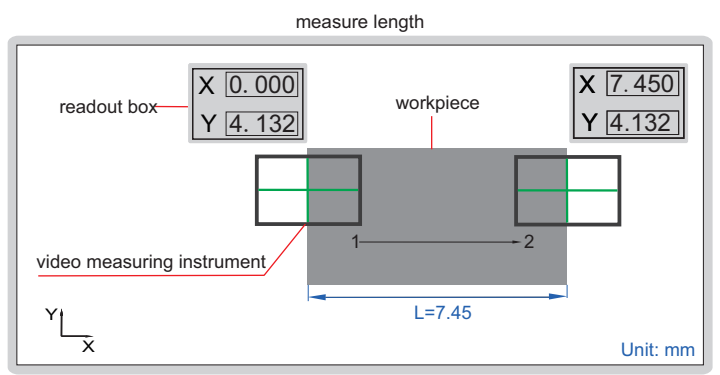 measure length
X 0.000
Y 4.132
readout box
workpiece
X 7.450
Y 4.132
1
2
video measuring instrument
L=7.45
Y
X
Unit: mm